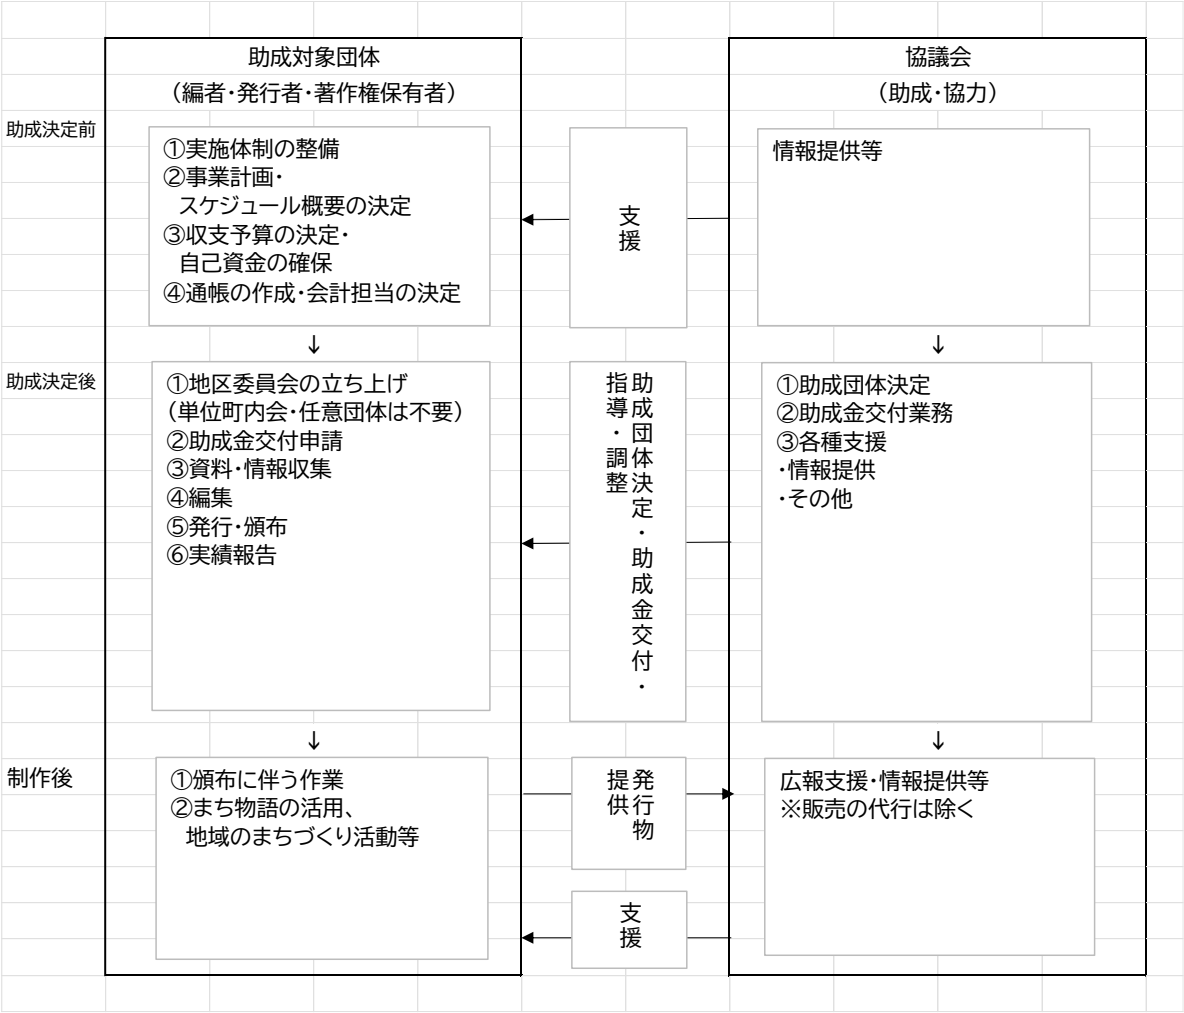 助成対象団体
（編者・発行者・著作権保有者）
協議会
（助成・協力）
助成決定前
①実施体制の整備
②事業計画・
スケジュール概要の決定
③収支予算の決定・
自己資金の確保
④通帳の作成・会計担当の決定
支援
情報提供等
↓
↓
助成決定後
①地区委員会の立ち上げ
（単位町内会・任意団体は不要）
②助成金交付申請
③資料・情報収集
④編集
⑤発行・頒布
⑥実績報告
助成団体決定・助成金交付・
指導・調整
①助成団体決定
②助成金交付業務
③各種支援
・情報提供
・その他
↓
↓
制作後
①頒布に伴う作業
②まち物語の活用、
地域のまちづくり活動等
発行物
提供
支援
広報支援・情報提供等
※販売の代行は除く